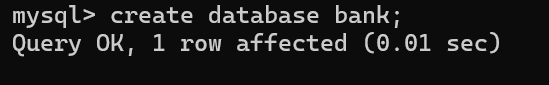 mysql> create database bank;
Query OK, 1 row affected (0.01 sec)